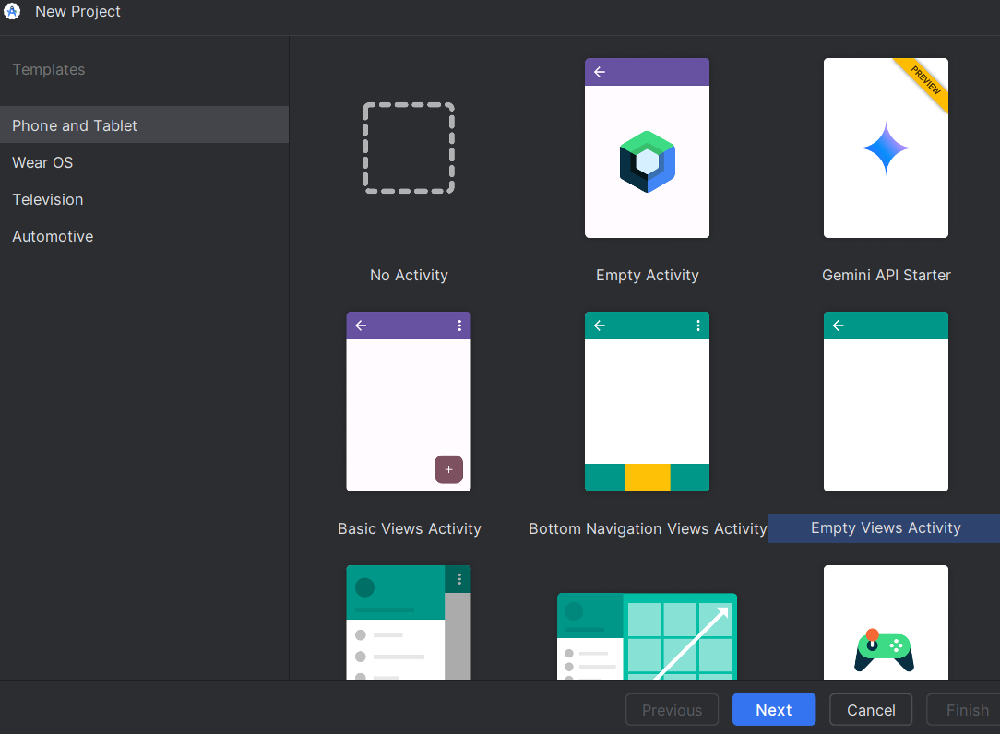 New Project
Templates
Phone and Tablet
Wear OS
Television
Automotive
PREVIEW
No Activity
Empty Activity
Gemini API Starter
Basic Views Activity
Bottom Navigation Views Activity
Empty Views Activity
Previous
Next
Cancel
Finish